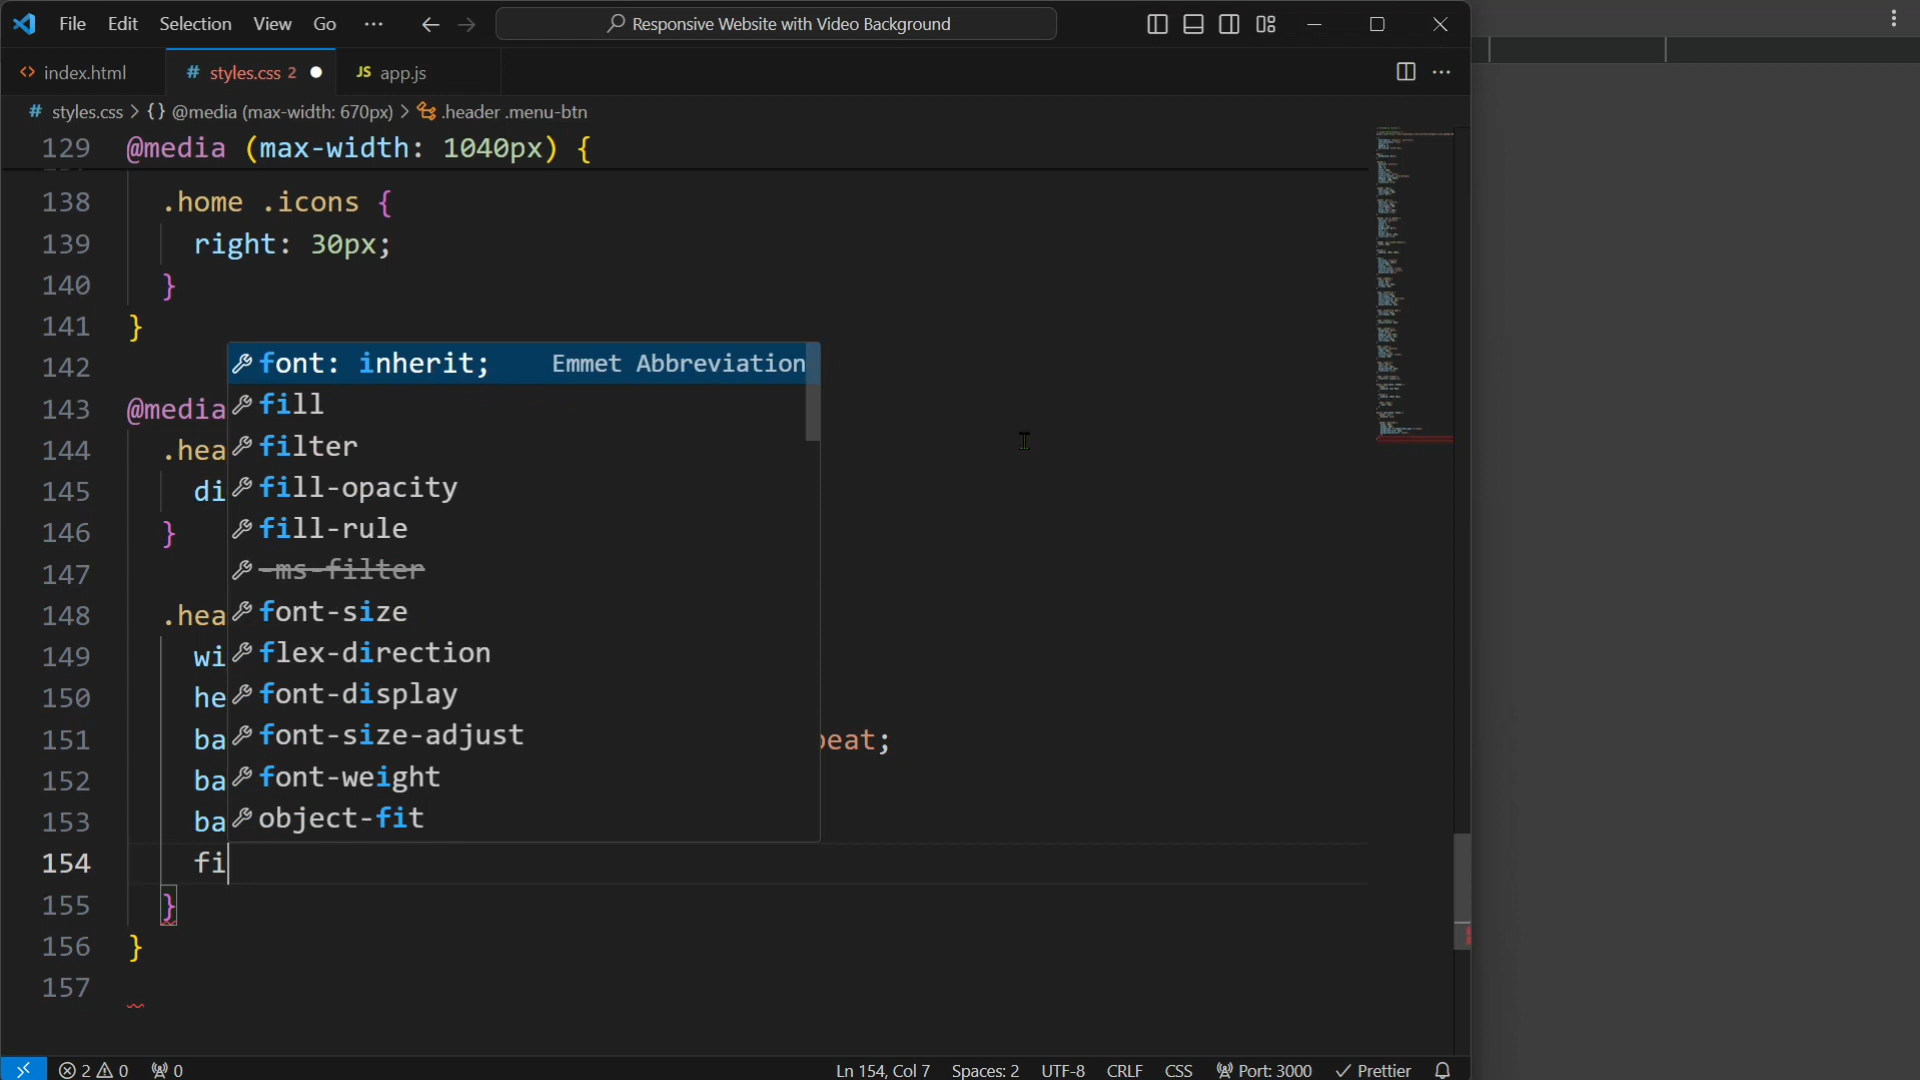 File Edit Selection View Go ··· Responsive Website with Video Background
index.html # styles.css 2 JS app.js
# styles.css > {} @media (max-width: 670px) > .header .menu-btn
129 @media (max-width: 1040px) {
138 .home .icons {
139 right: 30px;
140 }
141 }
142 font: inherit; Emmet Abbreviation
143 @media fill
144 .hea filter
145 di fill-opacity
146 } fill-rule
-ms-filter
147
148 .hea font-size
149 wi flex-direction
150 he font-display
151 ba font-size-adjust peat;
152 ba font-weight
153 ba object-fit
154 fi
155 }
156 }
157
2 0 0 Ln 154, Col 7 Spaces: 2 UTF-8 CRLF CSS Port: 3000 Prettier